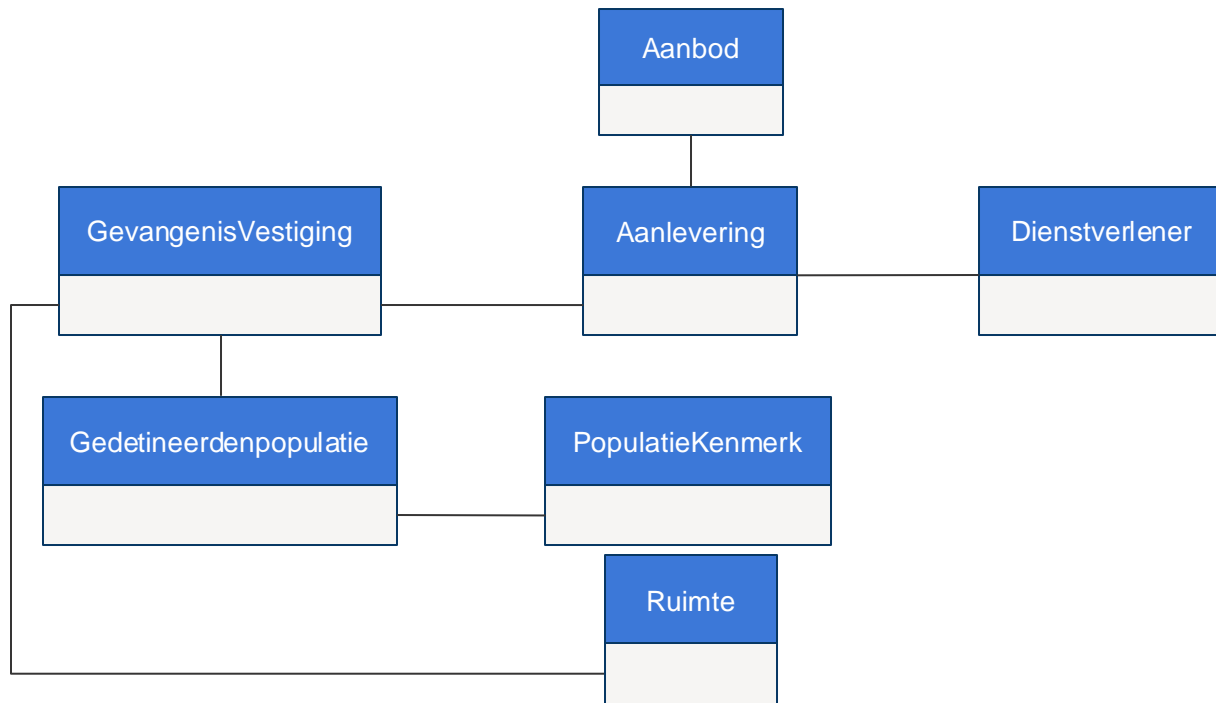 Aanbod
GevangenisVestiging
Aanlevering
Dienstverlener
Gedetineerdenpopulatie
PopulatieKenmerk
Ruimte